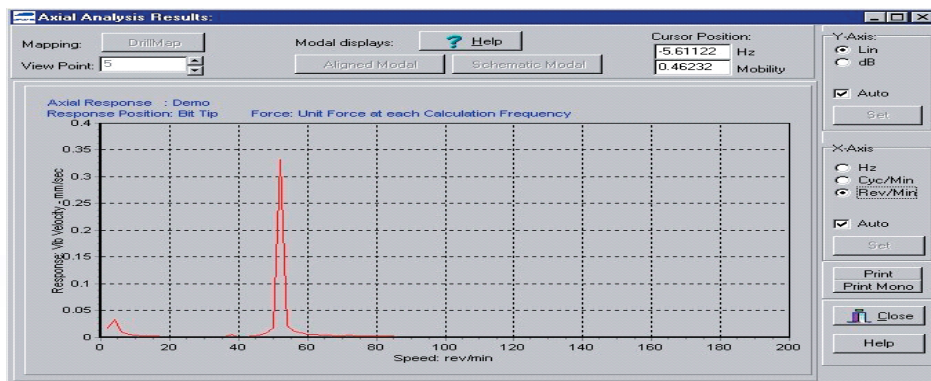 Axial Analysis Results:
Mapping: DrillMap
View Point: 5
Modal displays: ? Help
Aligned Modal Schematic Modal
Cursor Position:
-5.61122 Hz
0.46232 Mobility
Axial Response : Demo
Response Position: Bit Tip Force: Unit Force at each Calculation Frequency
Response: Vib Velocity - mm/sec
0.4
0.35
0.3
0.25
0.2
0.15
0.1
0.05
0
0 20 40 60 80 100 120 140 160 180 200
Speed: rev/min
Y-Axis:
Lin
dB
Auto
Set
X-Axis
Hz
Cyc/Min
Rev/Min
Auto
Set
Print
Print Mono
Close
Help